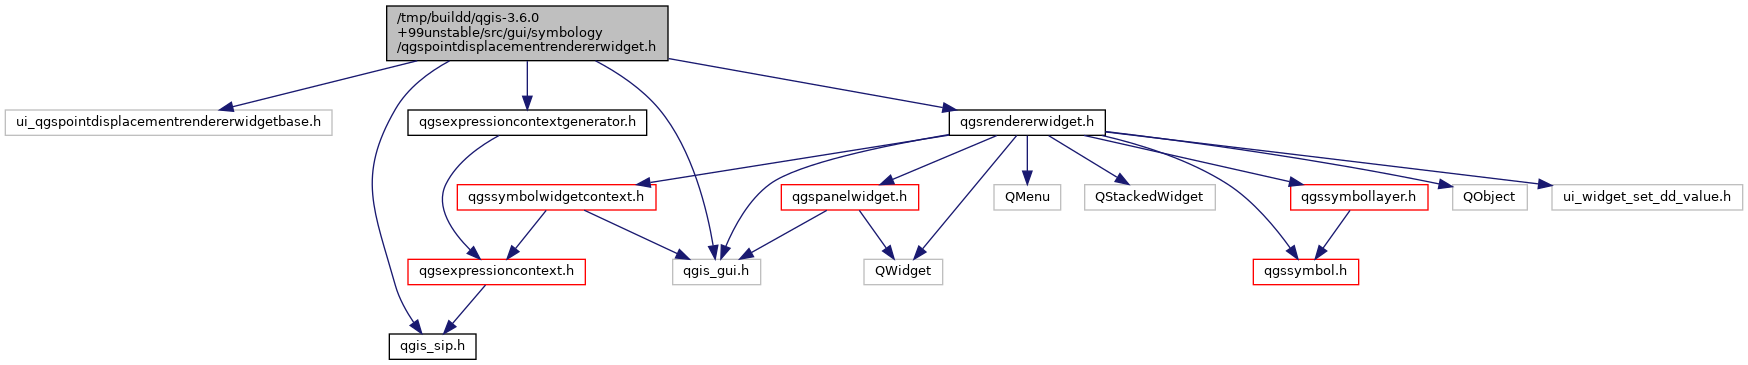 /tmp/buildd/qgis-3.6.0
+99unstable/src/gui/symbology
/qgspointdisplacementrendererwidget.h
ui_qgspointdisplacementrendererwidgetbase.h
qgsexpressioncontextgenerator.h
qgsrendererwidget.h
qgssymbolwidgetcontext.h
qgspanelwidget.h
QMenu
QStackedWidget
qgssymbollayer.h
QObject
ui_widget_set_dd_value.h
qgsexpressioncontext.h
qgis_gui.h
QWidget
qgssymbol.h
qgis_sip.h